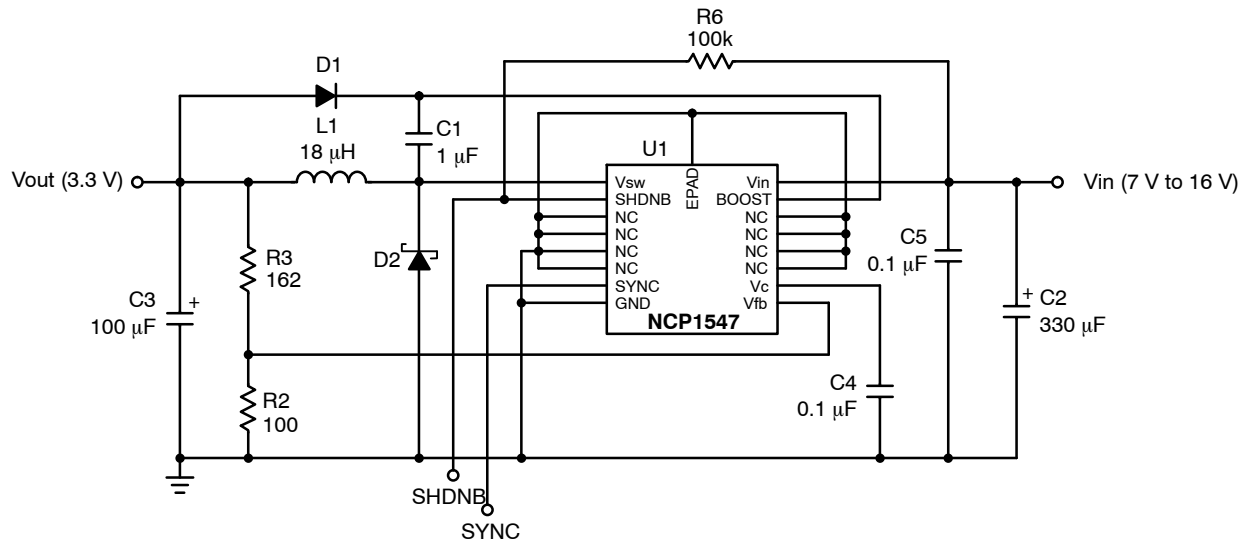 R6
100k
D1
L1
18 μH
C1
1 μF
U1
Vout (3.3 V)
Vin (7 V to 16 V)
Vsw
SHDNB
NC
NC
NC
NC
SYNC
GND
EPAD
Vin
BOOST
NC
NC
NC
NC
Vc
Vfb
NCP1547
R3
162
D2
C5
0.1 μF
C3
+
100 μF
+
C2
330 μF
C4
0.1 μF
R2
100
SHDNB
SYNC